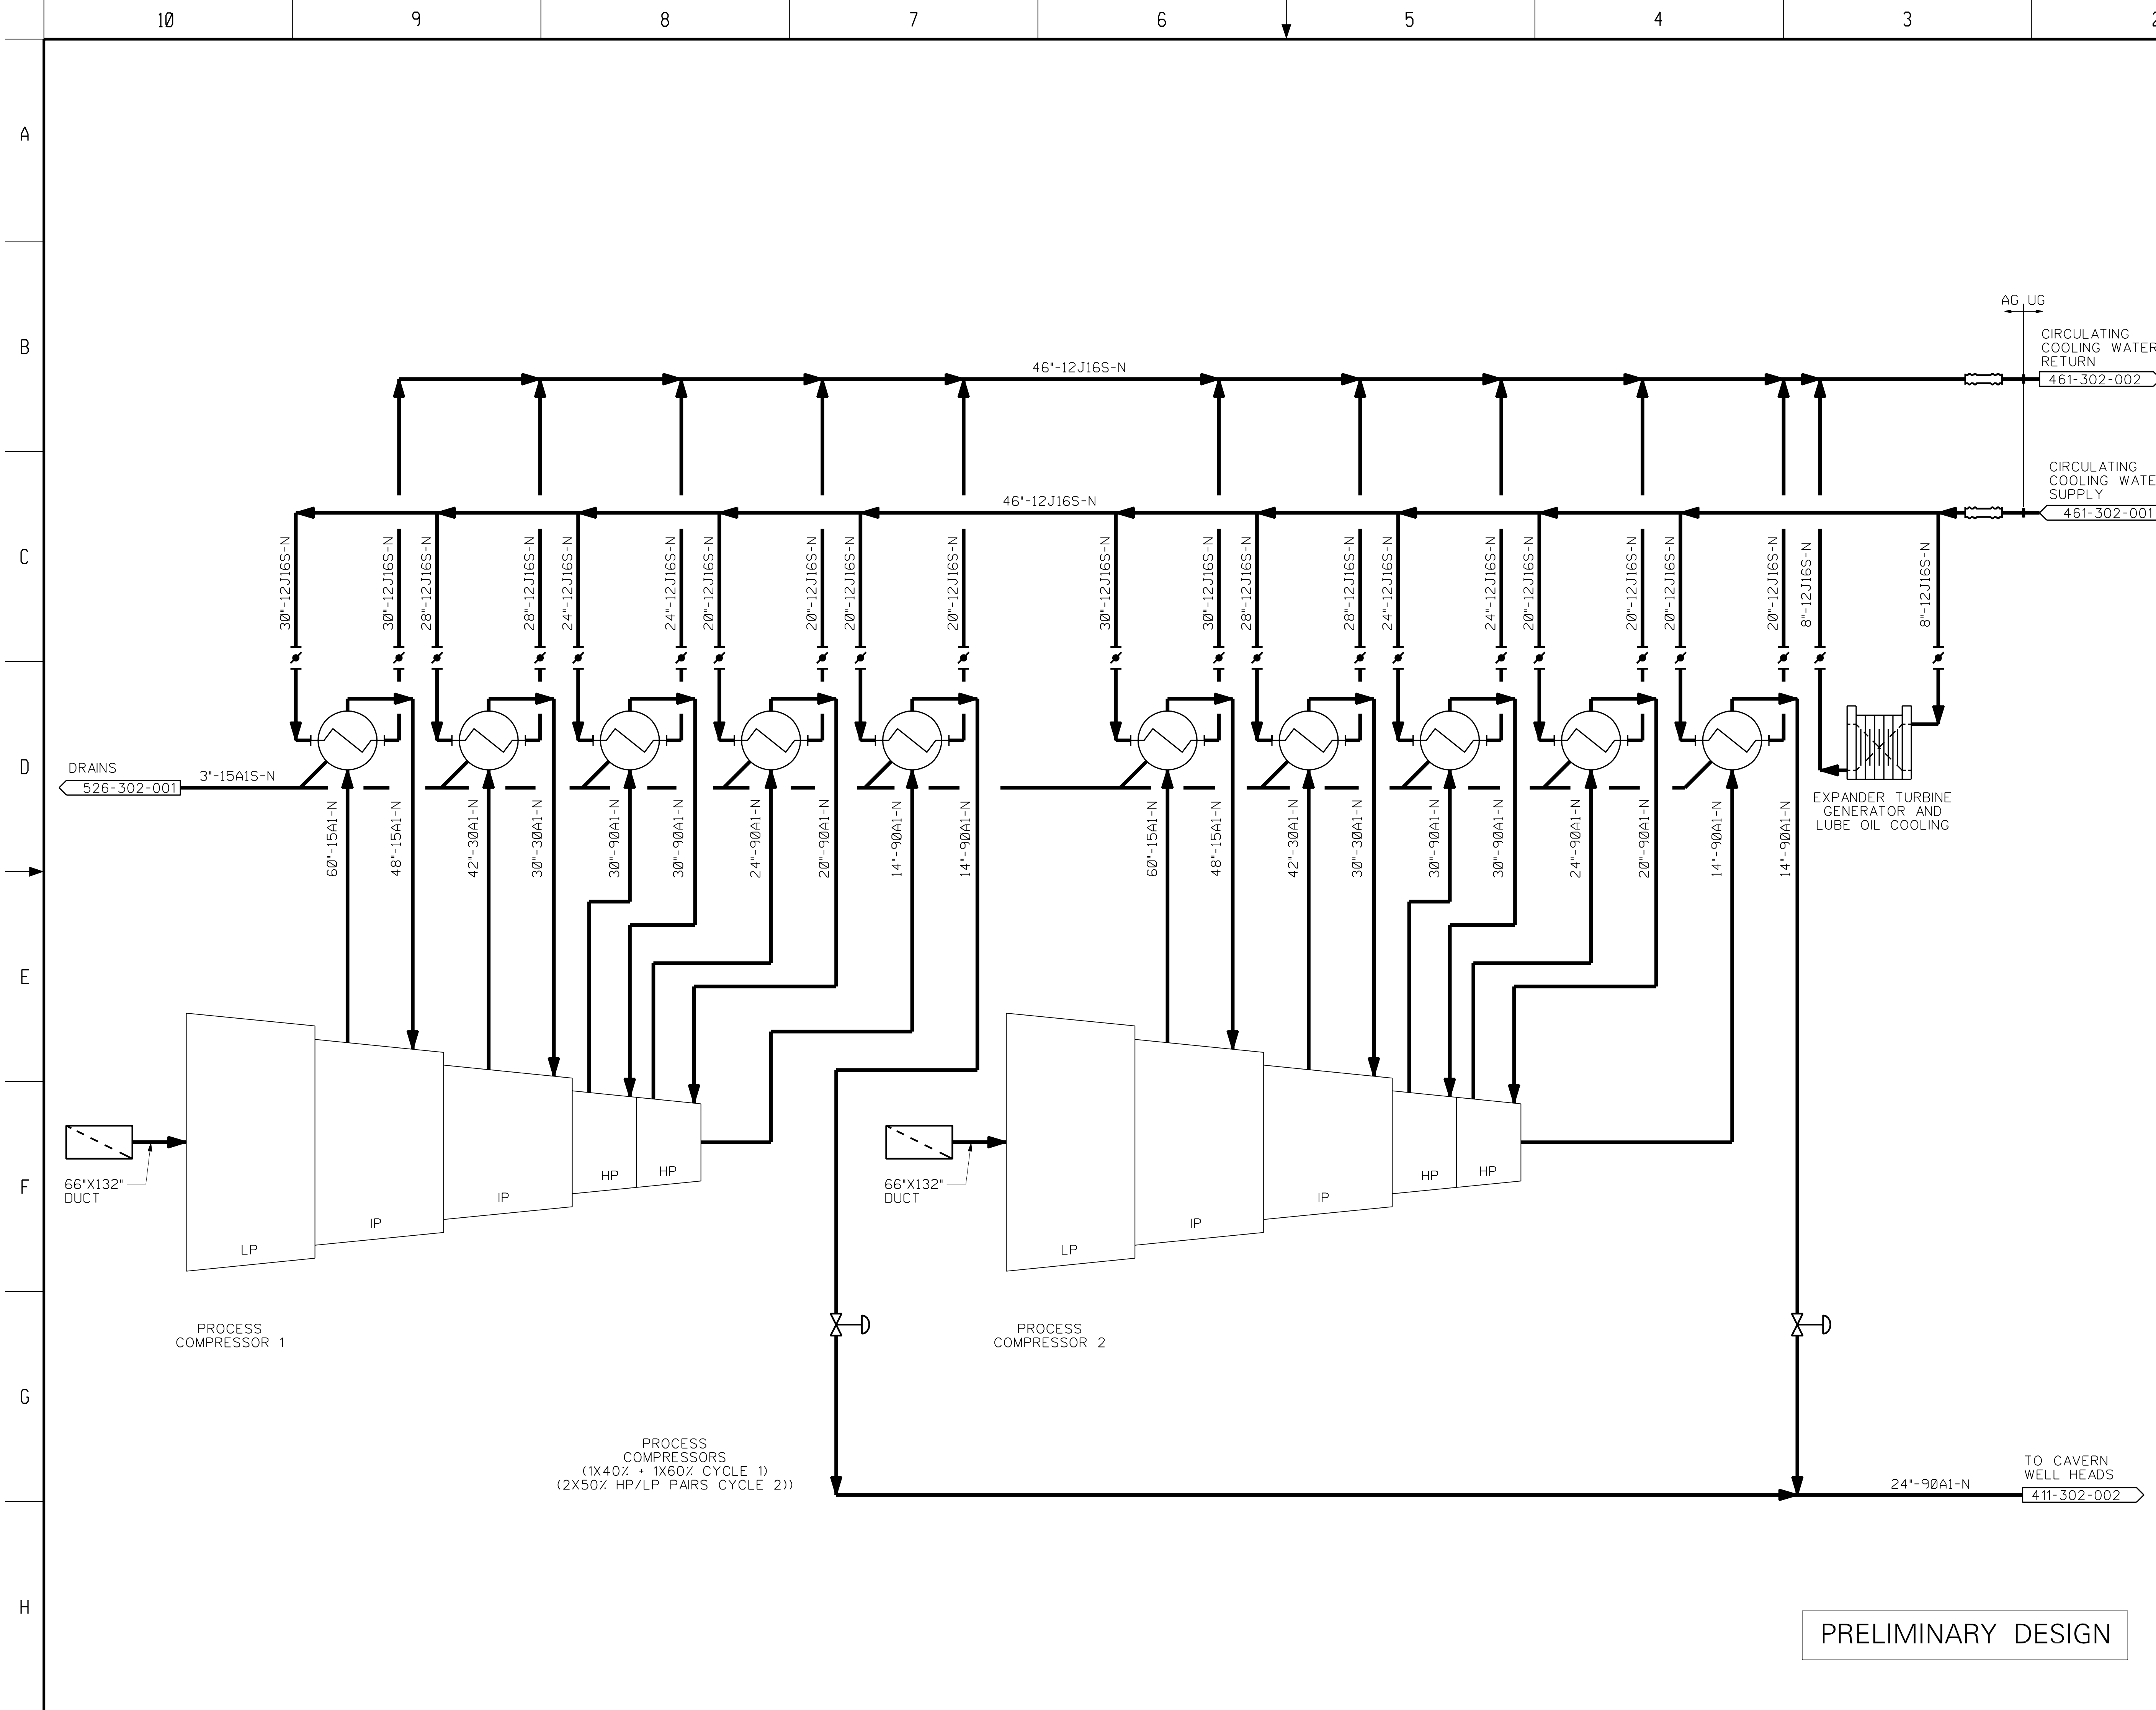 10 9 8 7 6 5 4 3 2
A
AG UG
B
CIRCULATING
COOLING WATER
RETURN
46"-12J16S-N
461-302-002
CIRCULATING
COOLING WATE
SUPPLY
46"-12J16S-N
461-302-001
C
30"-12J16S-N
30"-12J16S-N
28"-12J16S-N
28"-12J16S-N
24"-12J16S-N
24"-12J16S-N
20"-12J16S-N
20"-12J16S-N
20"-12J16S-N
20"-12J16S-N
30"-12J16S-N
30"-12J16S-N
28"-12J16S-N
28"-12J16S-N
24"-12J16S-N
24"-12J16S-N
20"-12J16S-N
20"-12J16S-N
20"-12J16S-N
20"-12J16S-N
8"-12J16S-N
8"-12J16S-N
D
DRAINS
3"-15A1S-N
526-302-001
EXPANDER TURBINE
GENERATOR AND
LUBE OIL COOLING
60"-15A1-N
48"-15A1-N
42"-30A1-N
30"-30A1-N
30"-90A1-N
30"-90A1-N
24"-90A1-N
20"-90A1-N
14"-90A1-N
14"-90A1-N
60"-15A1-N
48"-15A1-N
42"-30A1-N
30"-30A1-N
30"-90A1-N
30"-90A1-N
24"-90A1-N
20"-90A1-N
14"-90A1-N
14"-90A1-N
E
F
66"X132"
DUCT
LP
IP
IP
HP
HP
66"X132"
DUCT
LP
IP
IP
HP
HP
PROCESS
COMPRESSOR 1
PROCESS
COMPRESSOR 2
G
PROCESS
COMPRESSORS
(1X40% + 1X60% CYCLE 1)
(2X50% HP/LP PAIRS CYCLE 2))
24"-90A1-N
TO CAVERN
WELL HEADS
411-302-002
H
PRELIMINARY DESIGN